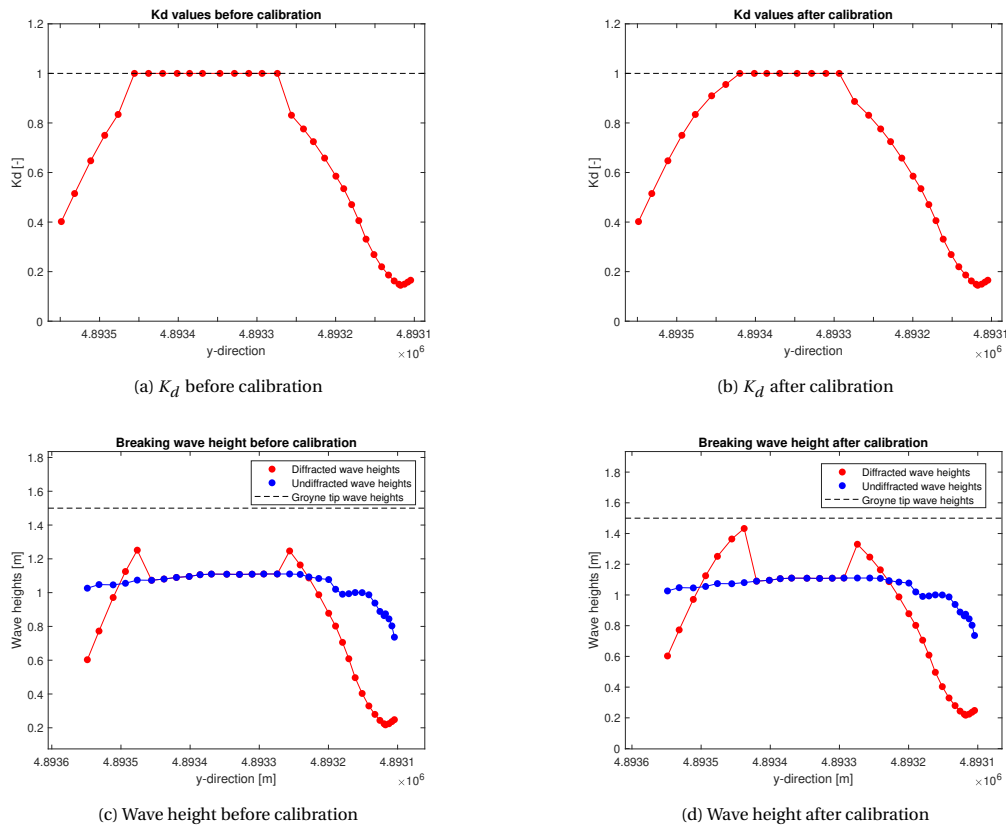 Kd values before calibration
1.2
1
0.8
0.6
0.4
0.2
0
Kd [-]
4.8935 4.8934 4.8933 4.8932 4.8931
y-direction
×10⁶
(a) K_d before calibration
Kd values after calibration
1.2
1
0.8
0.6
0.4
0.2
0
Kd [-]
4.8935 4.8934 4.8933 4.8932 4.8931
y-direction
×10⁶
(b) K_d after calibration
Breaking wave height before calibration
Diffracted wave heights
Undiffracted wave heights
Groyne tip wave heights
1.8
1.6
1.4
1.2
1
0.8
0.6
0.4
0.2
Wave heights [m]
4.8936 4.8935 4.8934 4.8933 4.8932 4.8931
y-direction [m]
×10⁶
(c) Wave height before calibration
Breaking wave height after calibration
Diffracted wave heights
Undiffracted wave heights
Groyne tip wave heights
1.8
1.6
1.4
1.2
1
0.8
0.6
0.4
0.2
0
Wave heights [m]
4.8936 4.8935 4.8934 4.8933 4.8932 4.8931
y-direction [m]
×10⁶
(d) Wave height after calibration